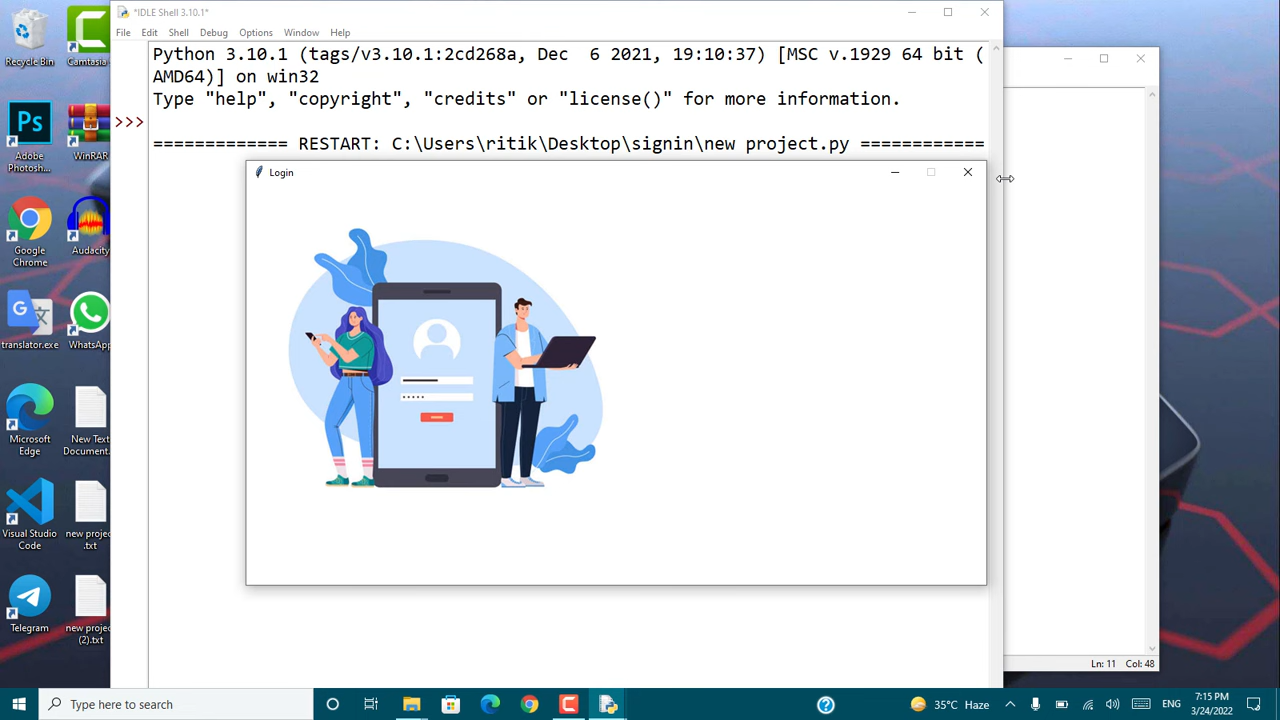 *IDLE Shell 3.10.1*
File Edit Shell Debug Options Window Help
Python 3.10.1 (tags/v3.10.1:2cd268a, Dec  6 2021, 19:10:37) [MSC v.1929 64 bit (
AMD64)] on win32
Type "help", "copyright", "credits" or "license()" for more information.
>>>
============= RESTART: C:\Users\ritik\Desktop\signin\new project.py ============
Login
Recycle Bin
Camtasia
Ps
Adobe
Photosh...
WinRAR
Google
Chrome
Audacity
G
translator.exe
WhatsApp
Microsoft
Edge
New Text
Document...
Visual Studio
Code
new proje
.txt
Telegram
new proje
(2).txt
Ln: 11 Col: 48
Type here to search
35°C Haze
ENG
7:15 PM
3/24/2022